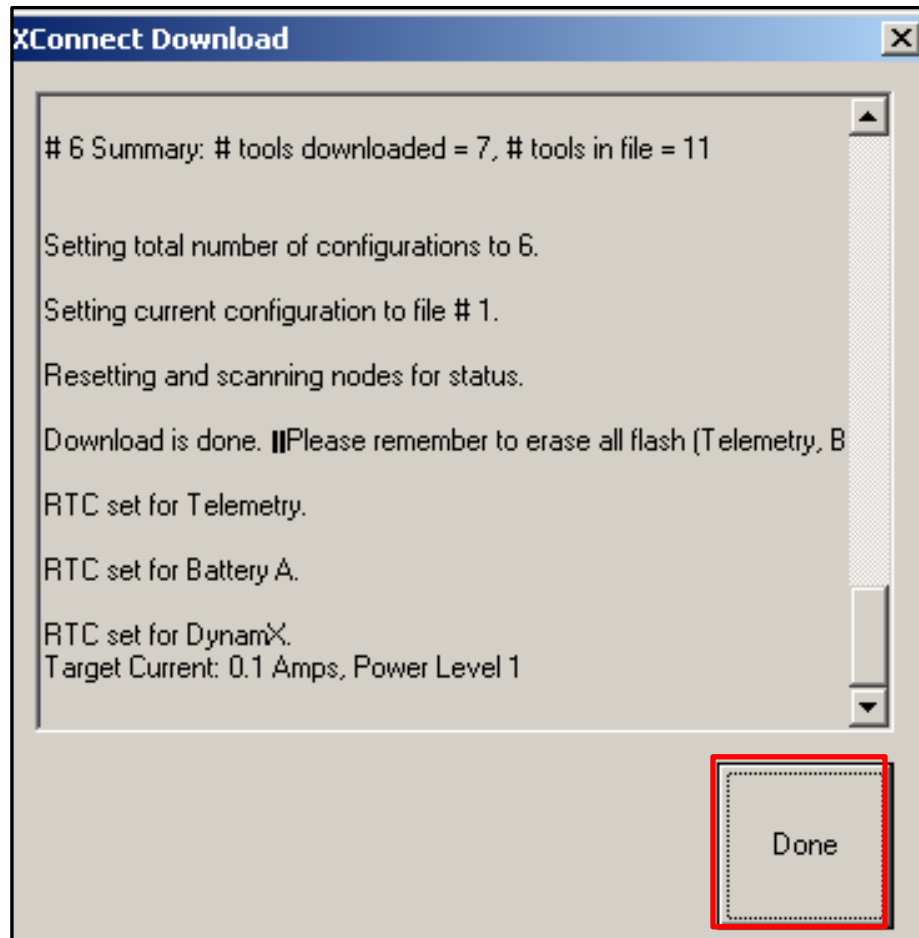 XConnect Download
# 6 Summary: # tools downloaded = 7, # tools in file = 11
Setting total number of configurations to 6.
Setting current configuration to file # 1.
Resetting and scanning nodes for status.
Download is done. ||Please remember to erase all flash (Telemetry, B
RTC set for Telemetry.
RTC set for Battery A.
RTC set for DynamX.
Target Current: 0.1 Amps, Power Level 1
Done